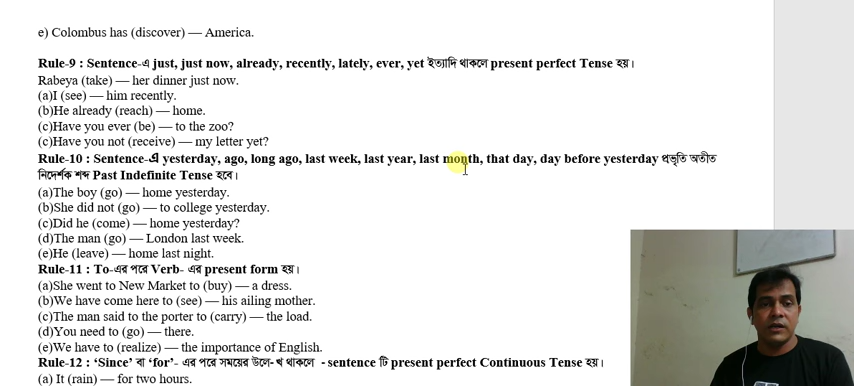 e) Colombus has (discover) — America.
Rule-9 : Sentence-এ just, just now, already, recently, lately, ever, yet ইত্যাদি থাকলে present perfect Tense হয়।
Rabeya (take) — her dinner just now.
(a)I (see) — him recently.
(b)He already (reach) — home.
(c)Have you ever (be) — to the zoo?
(c)Have you not (receive) — my letter yet?
Rule-10 : Sentence-এ yesterday, ago, long ago, last week, last year, last month, that day, day before yesterday প্রভৃতি অতীত
নির্দেশক শব্দ Past Indefinite Tense হবে।
(a)The boy (go) — home yesterday.
(b)She did not (go) — to college yesterday.
(c)Did he (come) — home yesterday?
(d)The man (go) — London last week.
(e)He (leave) — home last night.
Rule-11 : To-এর পরে Verb- এর present form হয়।
(a)She went to New Market to (buy) — a dress.
(b)We have come here to (see) — his ailing mother.
(c)The man said to the porter to (carry) — the load.
(d)You need to (go) — there.
(e)We have to (realize) — the importance of English.
Rule-12 : ‘Since’ বা ‘for’- এর পরে সময়ের উলে-খ থাকলে - sentence টি present perfect Continuous Tense হয়।
(a) It (rain) — for two hours.